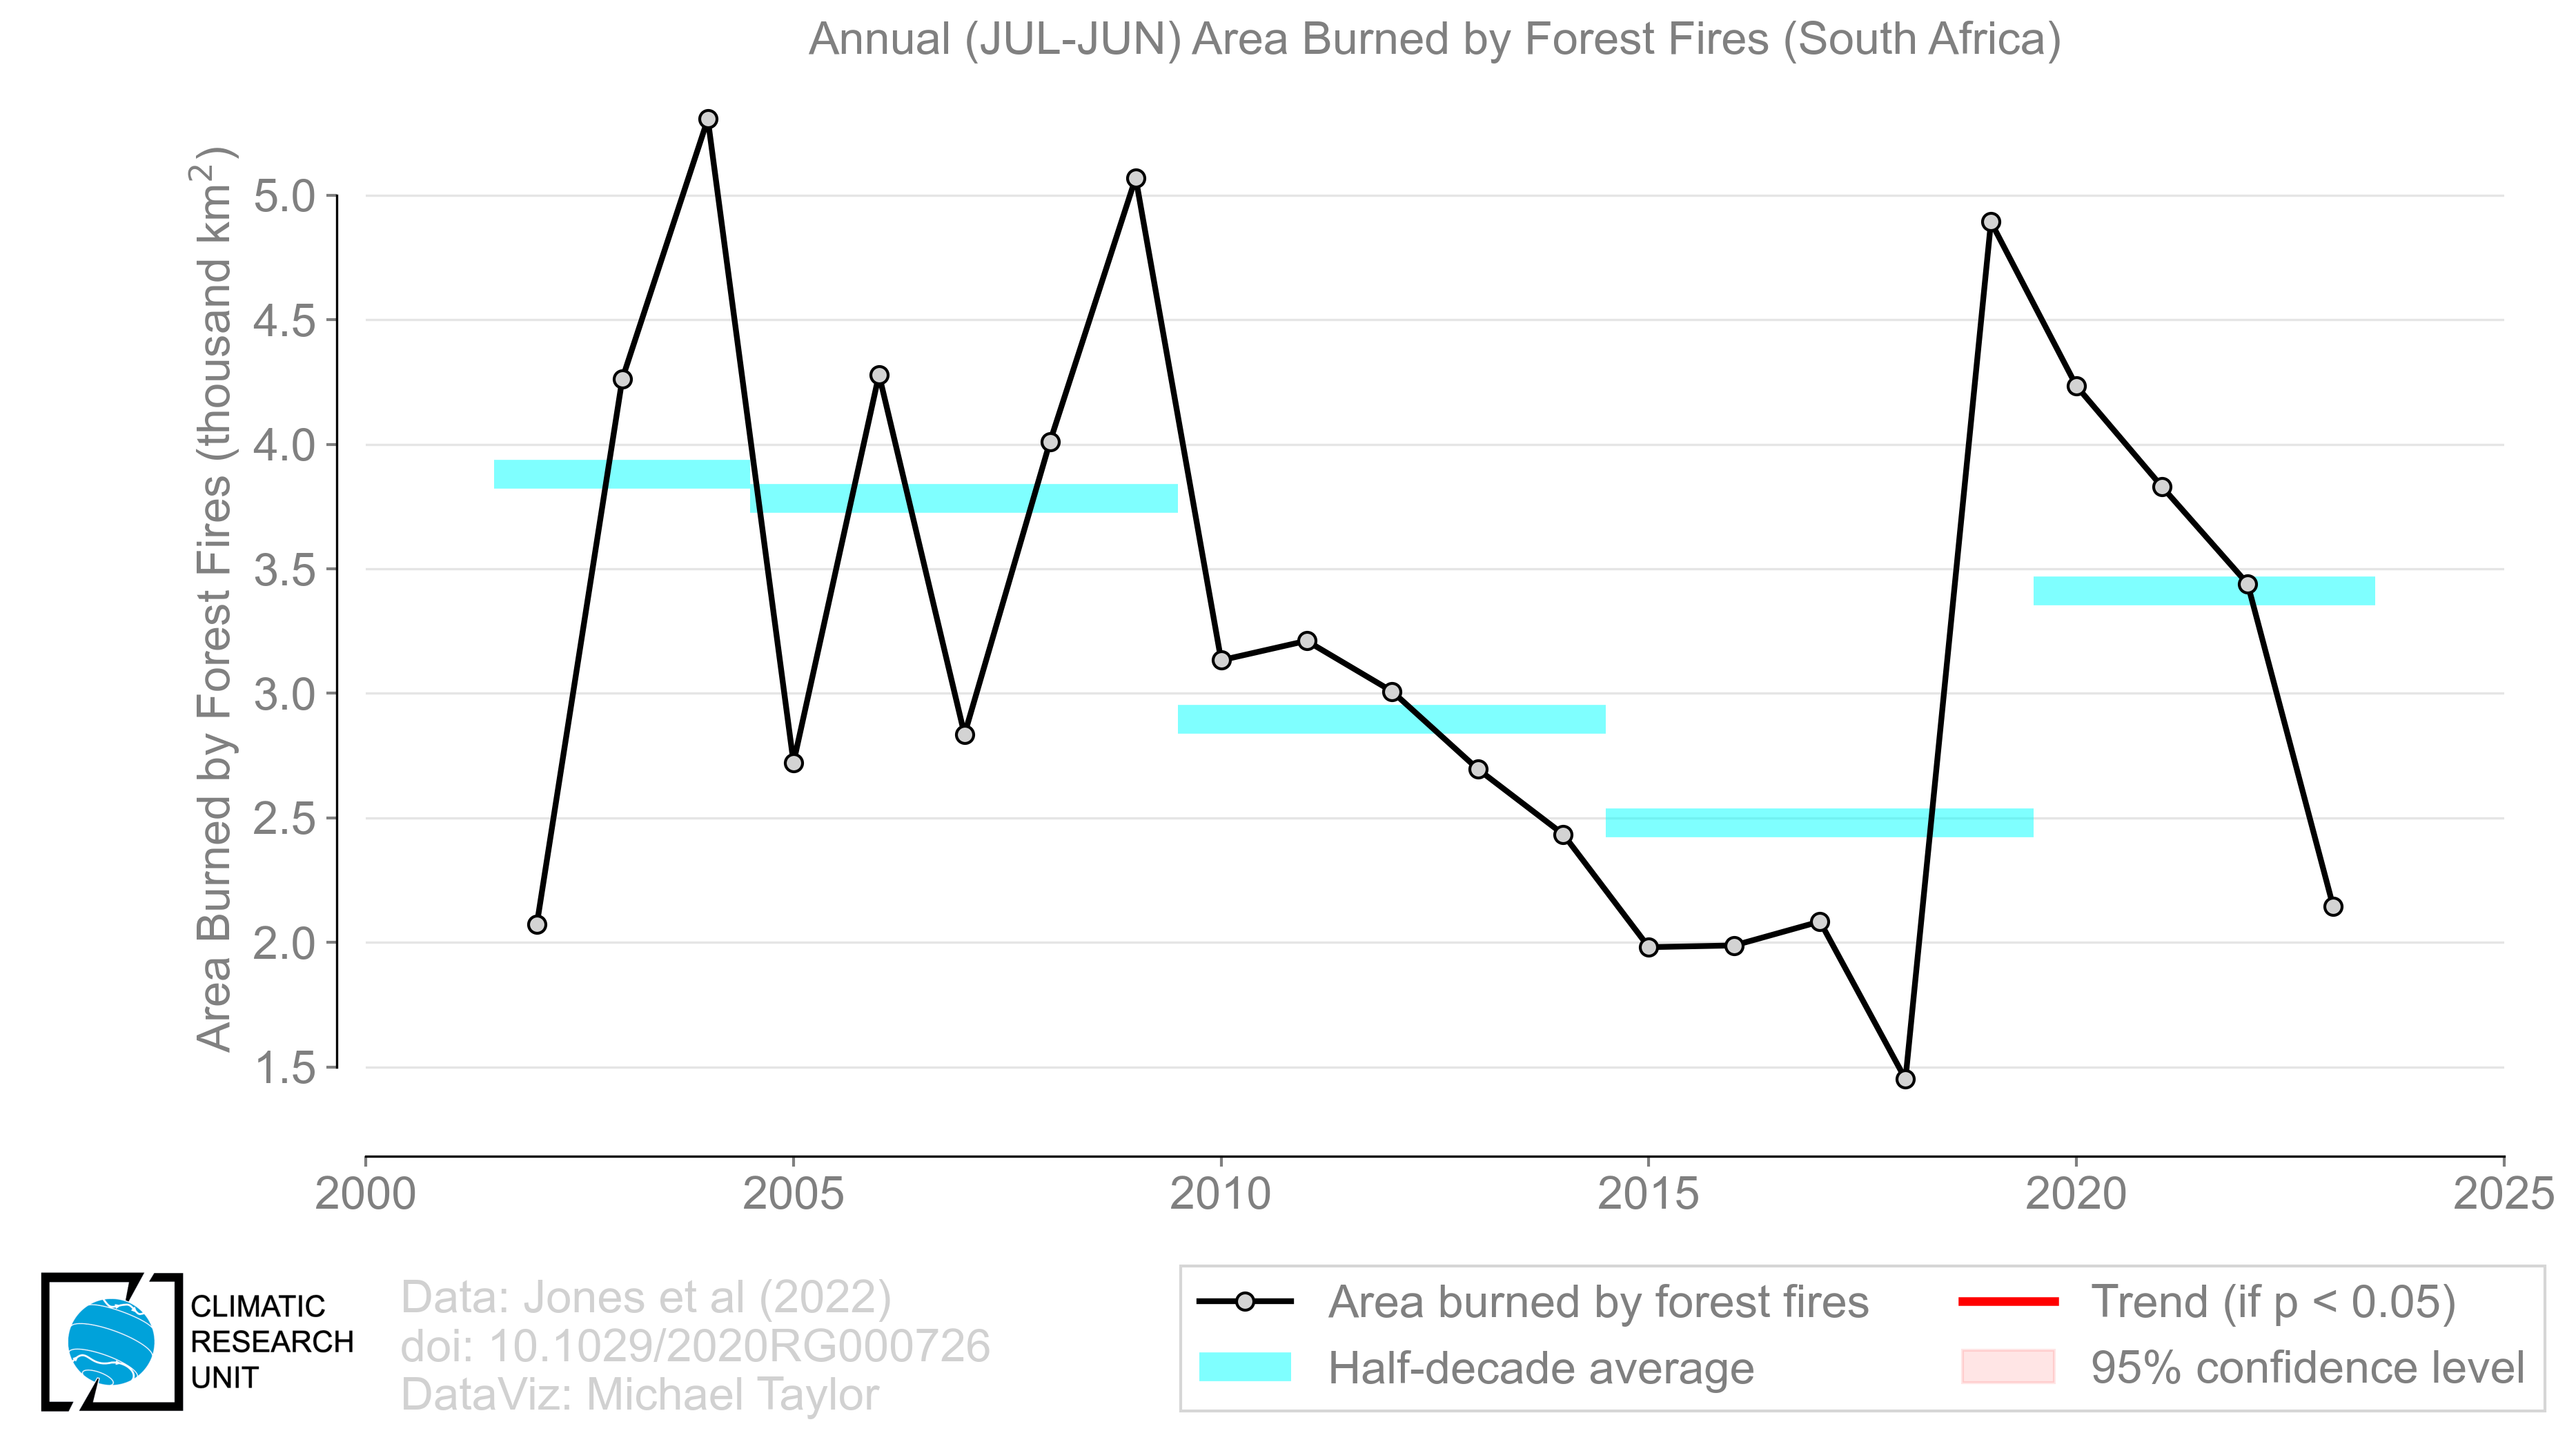 Annual (JUL-JUN) Area Burned by Forest Fires (South Africa)
Area Burned by Forest Fires (thousand km²)
5.0
4.5
4.0
3.5
3.0
2.5
2.0
1.5
2000 2005 2010 2015 2020 2025
CLIMATIC
RESEARCH
UNIT
Data: Jones et al (2022)
doi: 10.1029/2020RG000726
DataViz: Michael Taylor
Area burned by forest fires
Half-decade average
Trend (if p < 0.05)
95% confidence level